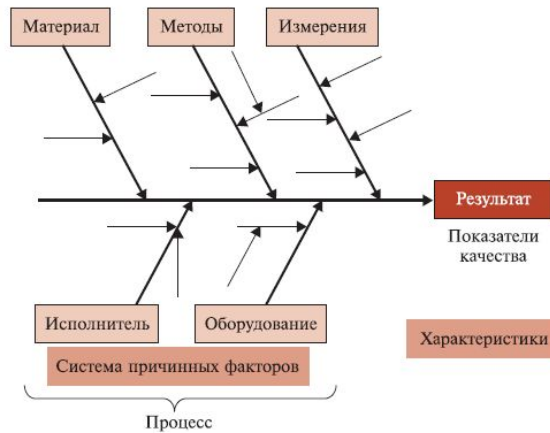 Материал
Методы
Измерения
Результат
Показатели
качества
Исполнитель
Оборудование
Характеристики
Система причинных факторов
Процесс